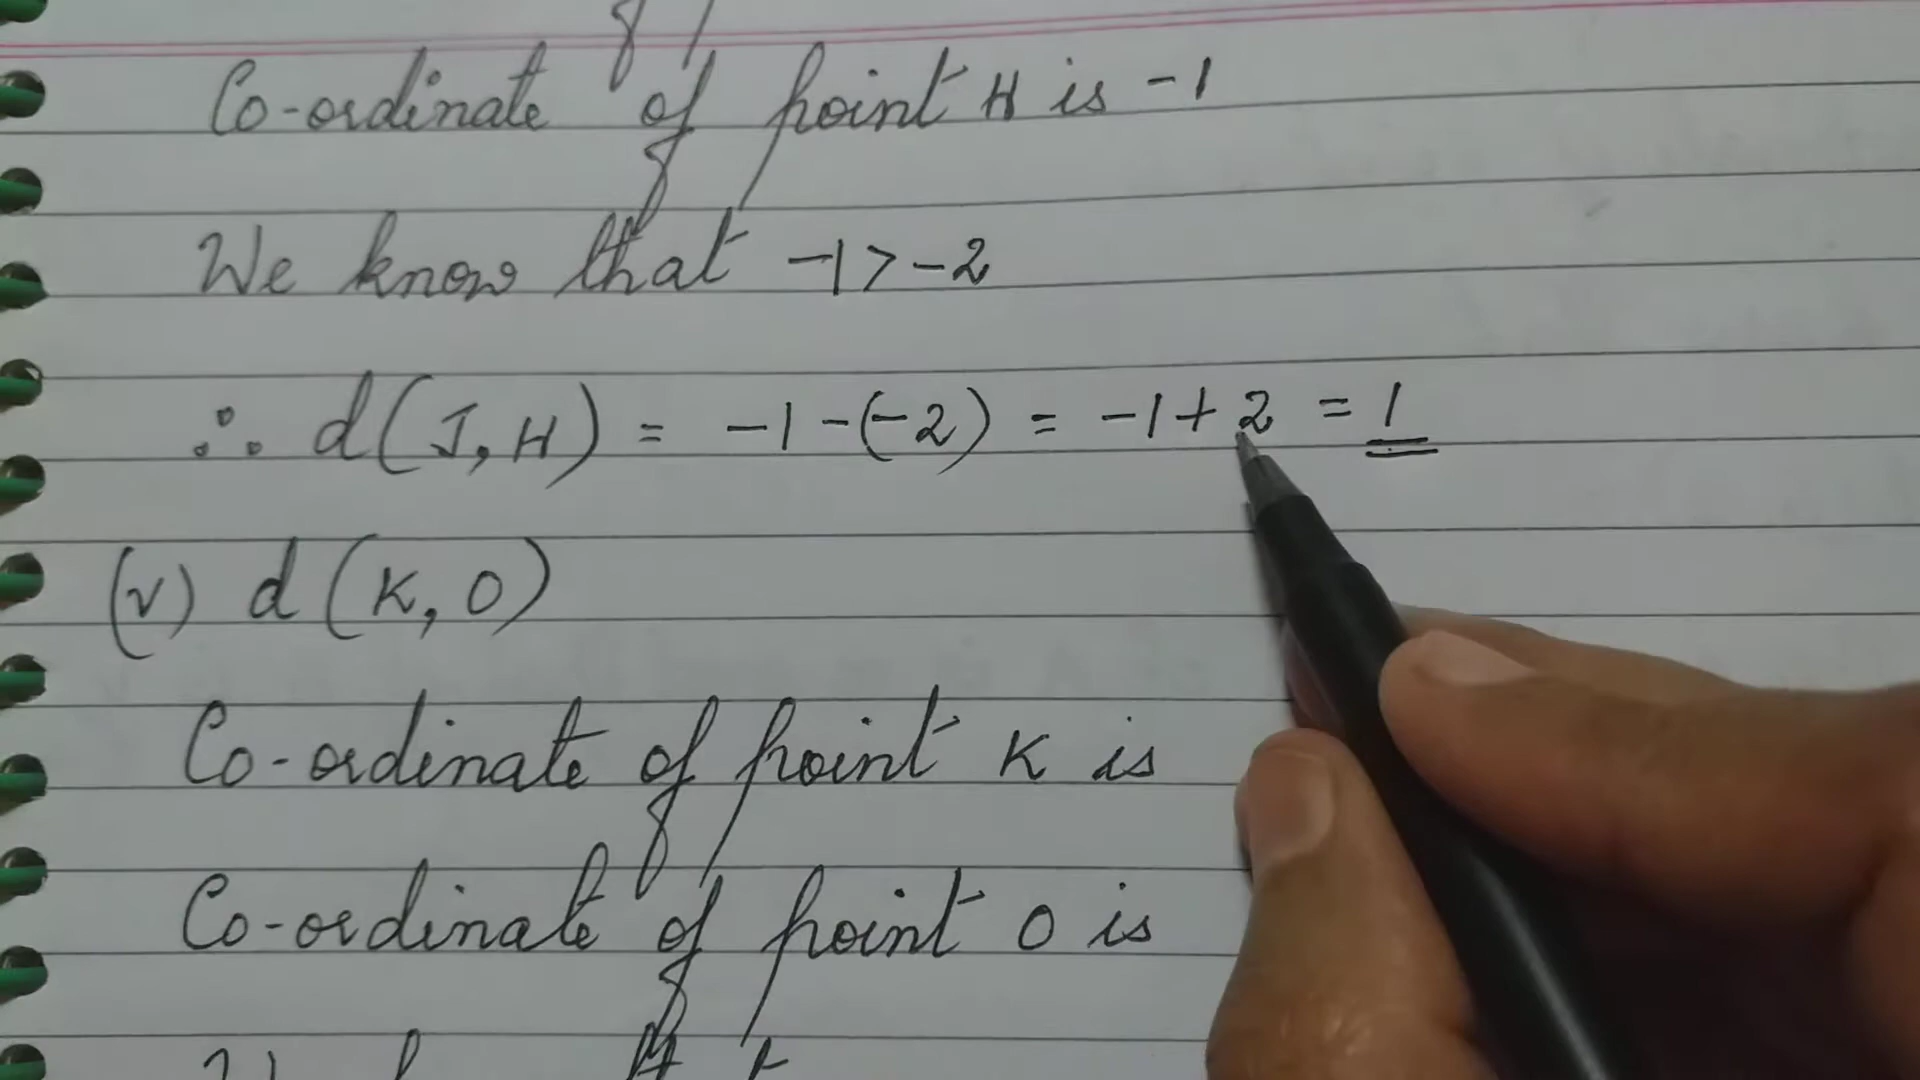 Co-ordinate of point H is -1
We know that -1 > -2
∴ d(J, H) = -1 - (-2) = -1 + 2 = 1
(v) d(K, O)
Co-ordinate of point K is
Co-ordinate of point O is